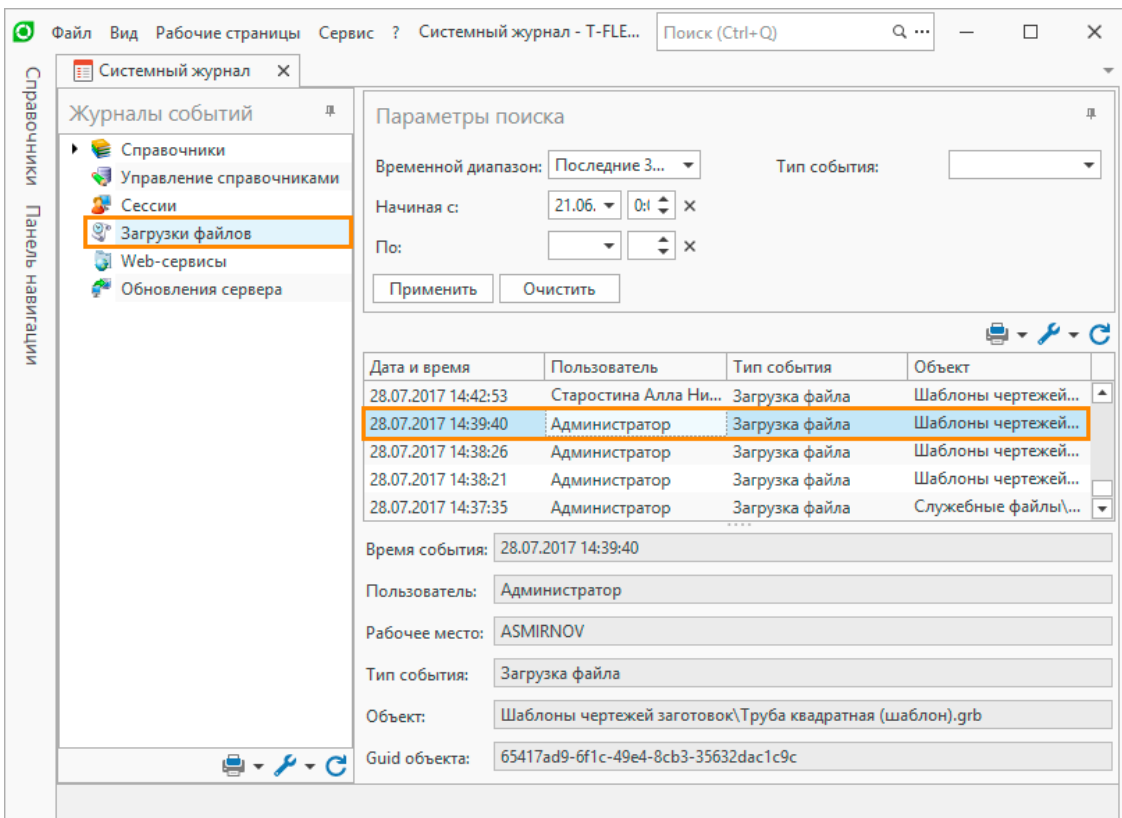 Файл Вид Рабочие страницы Сервис ? Системный журнал - T-FLE... Поиск (Ctrl+Q)
Справочники
Панель навигации
Системный журнал
Журналы событий
Справочники
Управление справочниками
Сессии
Загрузки файлов
Web-сервисы
Обновления сервера
Параметры поиска
Временной диапазон: Последние 3... Тип события:
Начиная с: 21.06. 0:
По:
Применить Очистить
Дата и время Пользователь Тип события Объект
28.07.2017 14:42:53 Старостина Алла Ни... Загрузка файла Шаблоны чертежей...
28.07.2017 14:39:40 Администратор Загрузка файла Шаблоны чертежей...
28.07.2017 14:38:26 Администратор Загрузка файла Шаблоны чертежей...
28.07.2017 14:38:21 Администратор Загрузка файла Шаблоны чертежей...
28.07.2017 14:37:35 Администратор Загрузка файла Служебные файлы\...
Время события: 28.07.2017 14:39:40
Пользователь: Администратор
Рабочее место: ASMIRNOV
Тип события: Загрузка файла
Объект: Шаблоны чертежей заготовок\Труба квадратная (шаблон).grb
Guid объекта: 65417ad9-6f1c-49e4-8cb3-35632dac1c9c